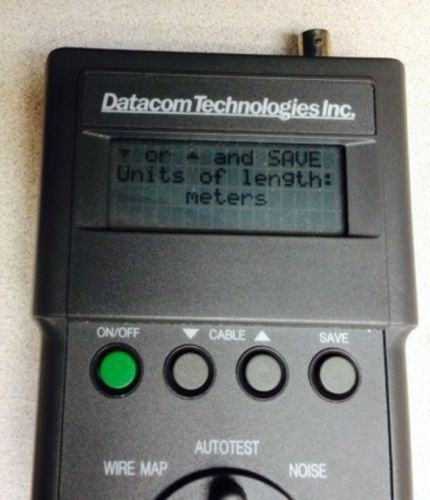 Datacom Technologies Inc.
▼ or ▲ and SAVE
Units of length:
meters
ON/OFF ▼ CABLE ▲ SAVE
AUTOTEST
WIRE MAP NOISE